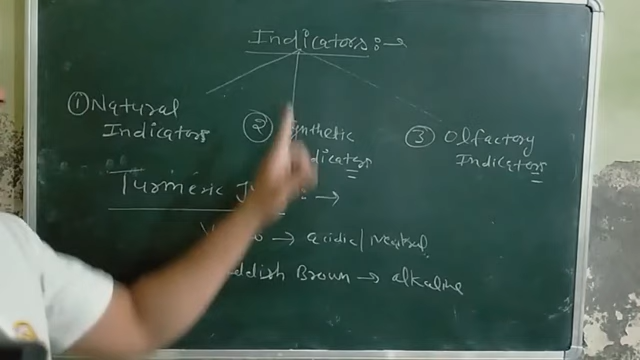 Indicators :→
① Natural
Indicators
② Synthetic
Indicators
③ Olfactory
Indicators
Turmeric :→
→ acidic/Neutral
Reddish Brown → alkaline